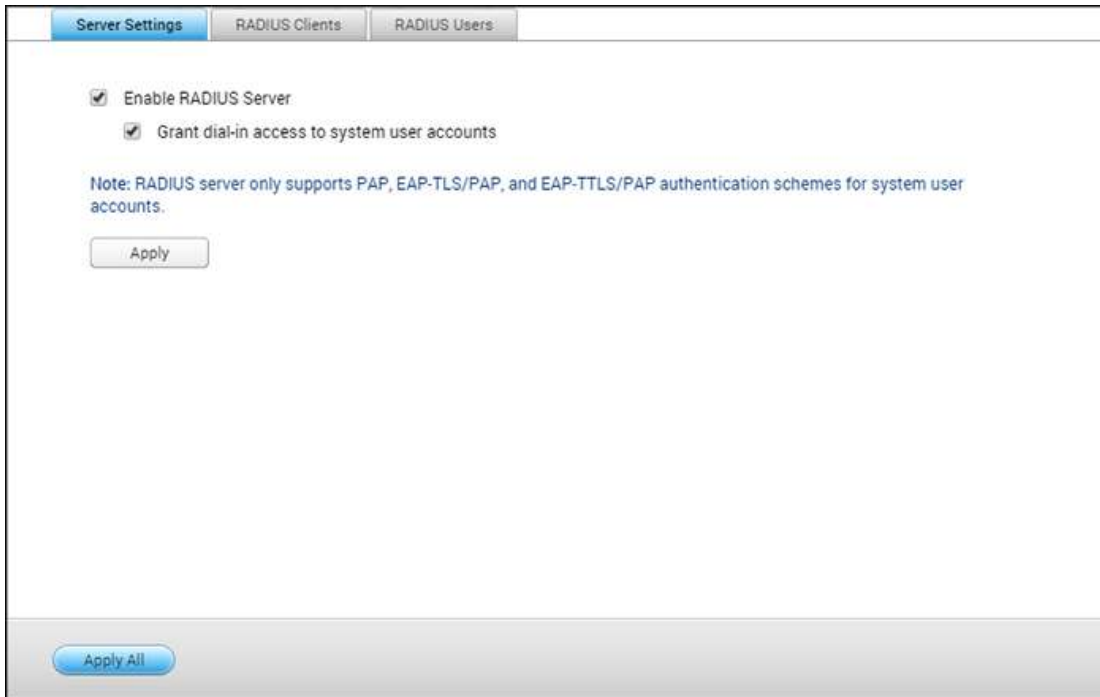 Server Settings
RADIUS Clients
RADIUS Users
Enable RADIUS Server
Grant dial-in access to system user accounts
Note: RADIUS server only supports PAP, EAP-TLS/PAP, and EAP-TTLS/PAP authentication schemes for system user
accounts.
Apply
Apply All